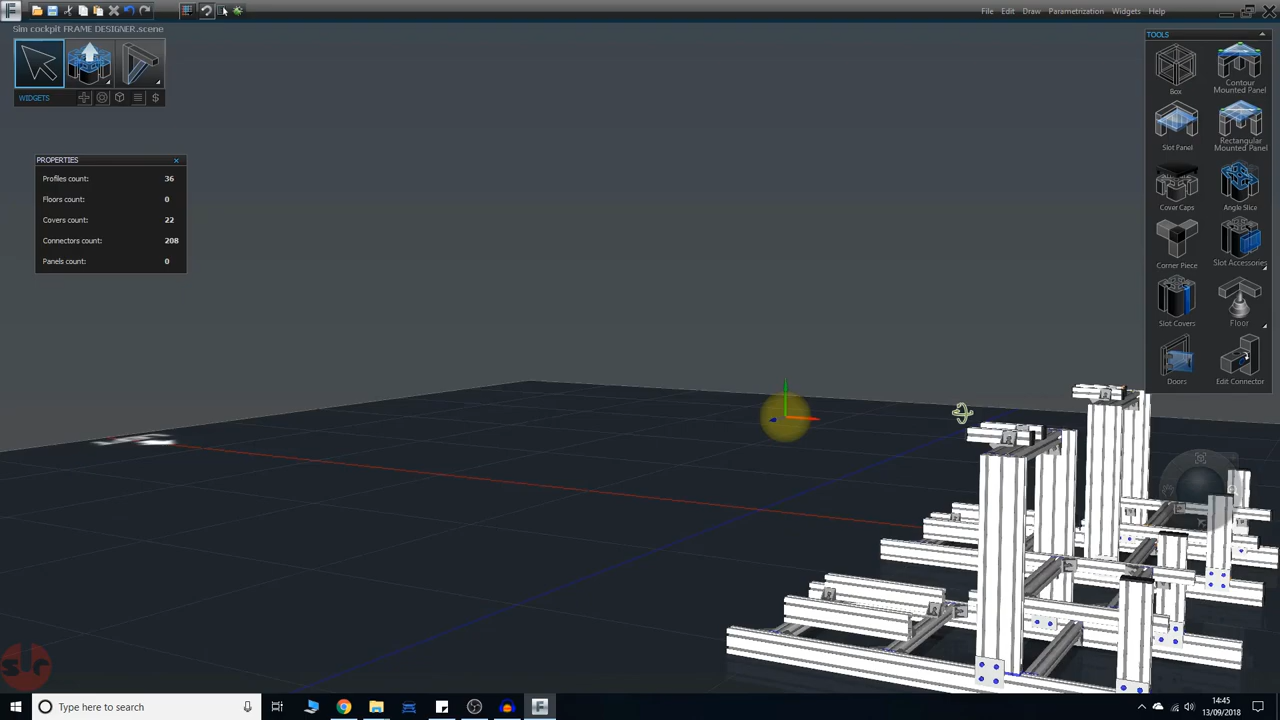 File Edit Draw Parametrization Widgets Help
Sim cockpit FRAME DESIGNER.scene
WIDGETS
$
PROPERTIES
Profiles count: 36
Floors count: 0
Covers count: 22
Connectors count: 208
Panels count: 0
TOOLS
Box
Contour
Mounted Panel
Slot Panel
Rectangular
Mounted Panel
Cover Caps
Angle Slice
Corner Piece
Slot Accessories
Slot Covers
Floor
Doors
Edit Connector
Type here to search
14:45
13/09/2018